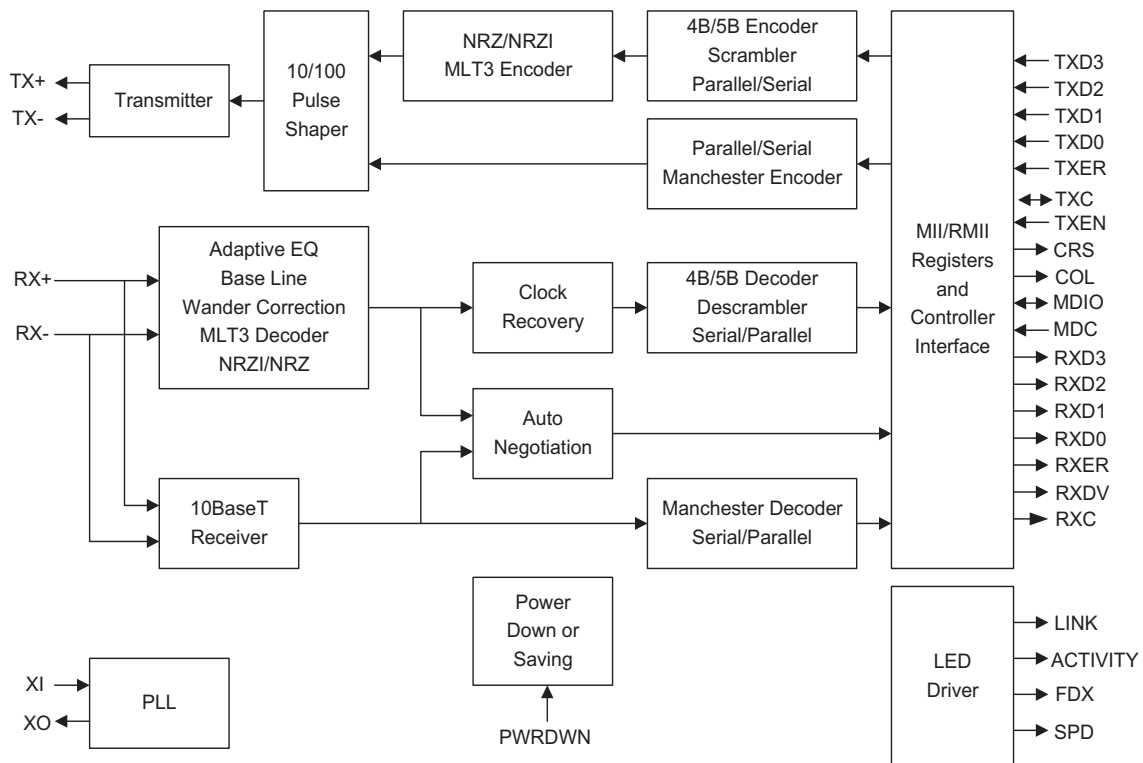 NRZ/NRZI
MLT3 Encoder
4B/5B Encoder
Scrambler
Parallel/Serial
10/100
Pulse
Shaper
TX+
TX-
Transmitter
Parallel/Serial
Manchester Encoder
TXD3
TXD2
TXD1
TXD0
TXER
TXC
TXEN
CRS
COL
MDIO
MDC
RXD3
RXD2
RXD1
RXD0
RXER
RXDV
RXC
MII/RMII
Registers
and
Controller
Interface
RX+
RX-
Adaptive EQ
Base Line
Wander Correction
MLT3 Decoder
NRZI/NRZ
Clock
Recovery
4B/5B Decoder
Descrambler
Serial/Parallel
Auto
Negotiation
10BaseT
Receiver
Manchester Decoder
Serial/Parallel
Power
Down or
Saving
PWRDWN
XI
XO
PLL
LED
Driver
LINK
ACTIVITY
FDX
SPD